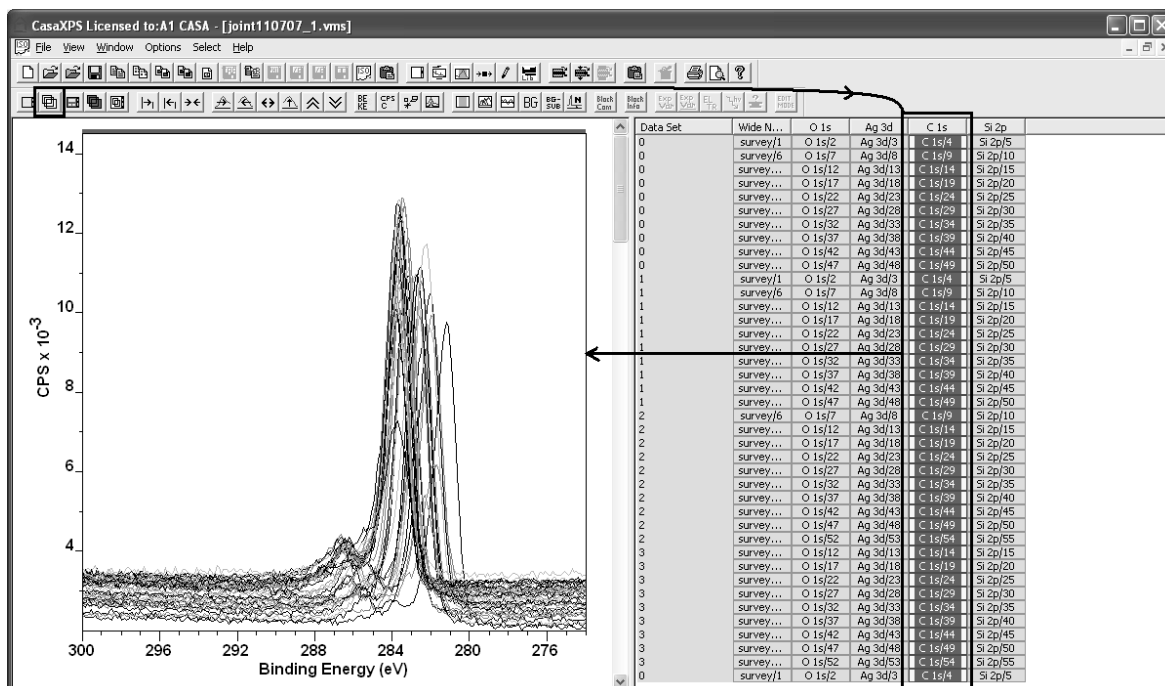 CasaXPS Licensed to:A1 CASA - [joint110707_1.vms]
File View Window Options Select Help
BE KE CPS C BG BG-SUB Black Cam Black Info Exp Var Exp Var EL TR EDIT MODE
14
12
10
8
6
4
CPS x 10⁻³
300 296 292 288 284 280 276
Binding Energy (eV)
Data Set Wide N... O 1s Ag 3d C 1s Si 2p
0 survey/1 O 1s/2 Ag 3d/3 C 1s/4 Si 2p/5
0 survey/6 O 1s/7 Ag 3d/8 C 1s/9 Si 2p/10
0 survey... O 1s/12 Ag 3d/13 C 1s/14 Si 2p/15
0 survey... O 1s/17 Ag 3d/18 C 1s/19 Si 2p/20
0 survey... O 1s/22 Ag 3d/23 C 1s/24 Si 2p/25
0 survey... O 1s/27 Ag 3d/28 C 1s/29 Si 2p/30
0 survey... O 1s/32 Ag 3d/33 C 1s/34 Si 2p/35
0 survey... O 1s/37 Ag 3d/38 C 1s/39 Si 2p/40
0 survey... O 1s/42 Ag 3d/43 C 1s/44 Si 2p/45
0 survey... O 1s/47 Ag 3d/48 C 1s/49 Si 2p/50
1 survey/1 O 1s/2 Ag 3d/3 C 1s/4 Si 2p/5
1 survey/6 O 1s/7 Ag 3d/8 C 1s/9 Si 2p/10
1 survey... O 1s/12 Ag 3d/13 C 1s/14 Si 2p/15
1 survey... O 1s/17 Ag 3d/18 C 1s/19 Si 2p/20
1 survey... O 1s/22 Ag 3d/23 C 1s/24 Si 2p/25
1 survey... O 1s/27 Ag 3d/28 C 1s/29 Si 2p/30
1 survey... O 1s/32 Ag 3d/33 C 1s/34 Si 2p/35
1 survey... O 1s/37 Ag 3d/38 C 1s/39 Si 2p/40
1 survey... O 1s/42 Ag 3d/43 C 1s/44 Si 2p/45
1 survey... O 1s/47 Ag 3d/48 C 1s/49 Si 2p/50
2 survey/6 O 1s/7 Ag 3d/8 C 1s/9 Si 2p/10
2 survey... O 1s/12 Ag 3d/13 C 1s/14 Si 2p/15
2 survey... O 1s/17 Ag 3d/18 C 1s/19 Si 2p/20
2 survey... O 1s/22 Ag 3d/23 C 1s/24 Si 2p/25
2 survey... O 1s/27 Ag 3d/28 C 1s/29 Si 2p/30
2 survey... O 1s/32 Ag 3d/33 C 1s/34 Si 2p/35
2 survey... O 1s/37 Ag 3d/38 C 1s/39 Si 2p/40
2 survey... O 1s/42 Ag 3d/43 C 1s/44 Si 2p/45
2 survey... O 1s/47 Ag 3d/48 C 1s/49 Si 2p/50
2 survey... O 1s/52 Ag 3d/53 C 1s/54 Si 2p/55
3 survey... O 1s/12 Ag 3d/13 C 1s/14 Si 2p/15
3 survey... O 1s/17 Ag 3d/18 C 1s/19 Si 2p/20
3 survey... O 1s/22 Ag 3d/23 C 1s/24 Si 2p/25
3 survey... O 1s/27 Ag 3d/28 C 1s/29 Si 2p/30
3 survey... O 1s/32 Ag 3d/33 C 1s/34 Si 2p/35
3 survey... O 1s/37 Ag 3d/38 C 1s/39 Si 2p/40
3 survey... O 1s/42 Ag 3d/43 C 1s/44 Si 2p/45
3 survey... O 1s/47 Ag 3d/48 C 1s/49 Si 2p/50
3 survey... O 1s/52 Ag 3d/53 C 1s/54 Si 2p/55
0 survey/1 O 1s/2 Ag 3d/3 C 1s/4 Si 2p/5